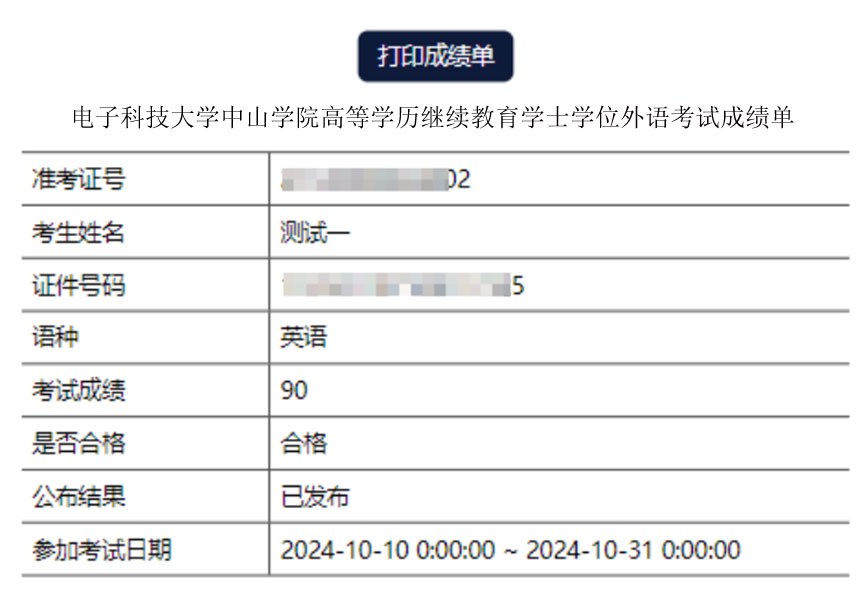 打印成绩单
电子科技大学中山学院高等学历继续教育学士学位外语考试成绩单
准考证号 02
考生姓名 测试一
证件号码 5
语种 英语
考试成绩 90
是否合格 合格
公布结果 已发布
参加考试日期 2024-10-10 0:00:00 ~ 2024-10-31 0:00:00